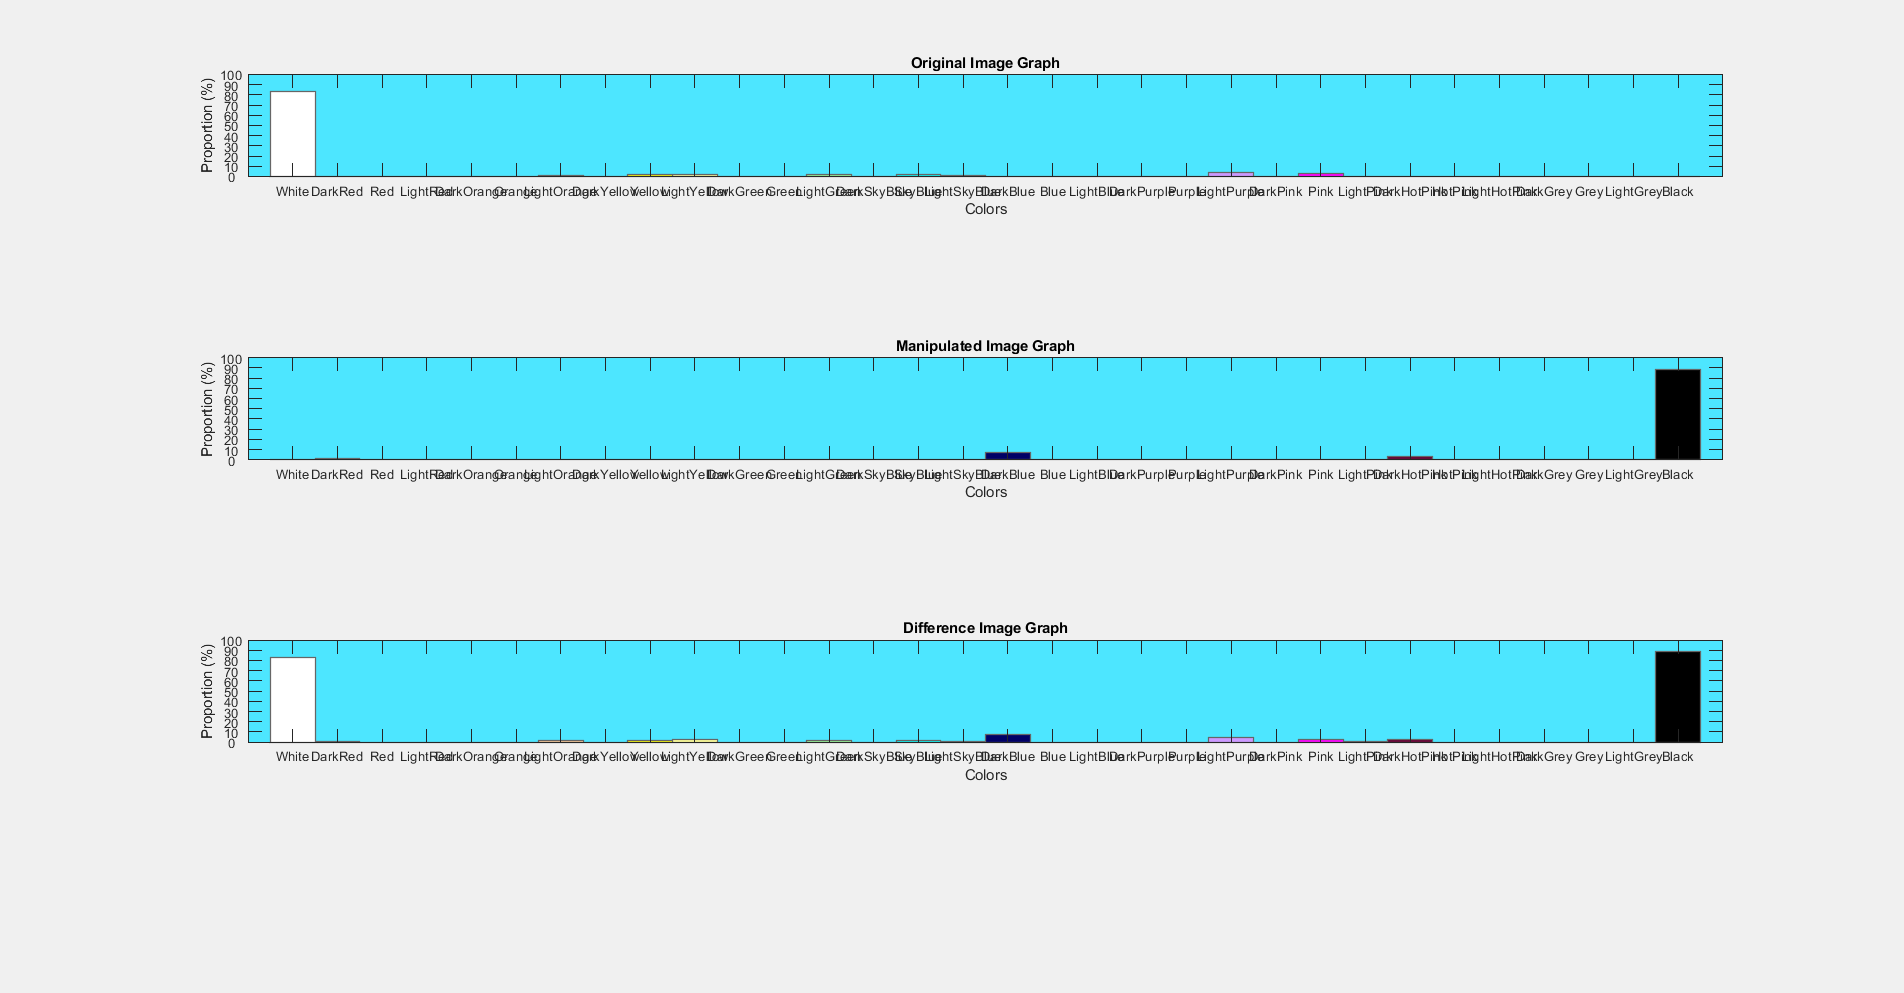 Original Image Graph
Proportion (%)
100
90
80
70
60
50
40
30
20
10
0
White DarkRed Red LightRed DarkOrange Orange LightOrange DarkYellow Yellow LightYellow DarkGreen Green LightGreen DarkSkyBlue SkyBlue LightSkyBlue DarkBlue Blue LightBlue DarkPurple Purple LightPurple DarkPink Pink LightPink DarkHotPink HotPink LightHotPink DarkGrey Grey LightGrey Black
Colors
Manipulated Image Graph
Proportion (%)
100
90
80
70
60
50
40
30
20
10
0
White DarkRed Red LightRed DarkOrange Orange LightOrange DarkYellow Yellow LightYellow DarkGreen Green LightGreen DarkSkyBlue SkyBlue LightSkyBlue DarkBlue Blue LightBlue DarkPurple Purple LightPurple DarkPink Pink LightPink DarkHotPink HotPink LightHotPink DarkGrey Grey LightGrey Black
Colors
Difference Image Graph
Proportion (%)
100
90
80
70
60
50
40
30
20
10
0
White DarkRed Red LightRed DarkOrange Orange LightOrange DarkYellow Yellow LightYellow DarkGreen Green LightGreen DarkSkyBlue SkyBlue LightSkyBlue DarkBlue Blue LightBlue DarkPurple Purple LightPurple DarkPink Pink LightPink DarkHotPink HotPink LightHotPink DarkGrey Grey LightGrey Black
Colors